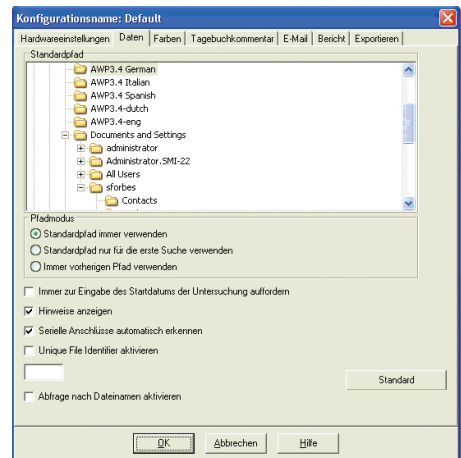 Konfigurationsname: Default
Hardwareeinstellungen Daten Farben Tagebuchkommentar E-Mail Bericht Exportieren
Standardpfad
AWP3.4 German
AWP3.4 Italian
AWP3.4 Spanish
AWP3.4-dutch
AWP3.4-eng
Documents and Settings
administrator
Administrator.SMI-22
All Users
sforbes
Contacts
Pfadmodus
Standardpfad immer verwenden
Standardpfad nur für die erste Suche verwenden
Immer vorherigen Pfad verwenden
Immer zur Eingabe des Startdatums der Untersuchung auffordern
Hinweise anzeigen
Serielle Anschlüsse automatisch erkennen
Unique File Identifier aktivieren
Standard
Abfrage nach Dateinamen aktivieren
OK Abbrechen Hilfe